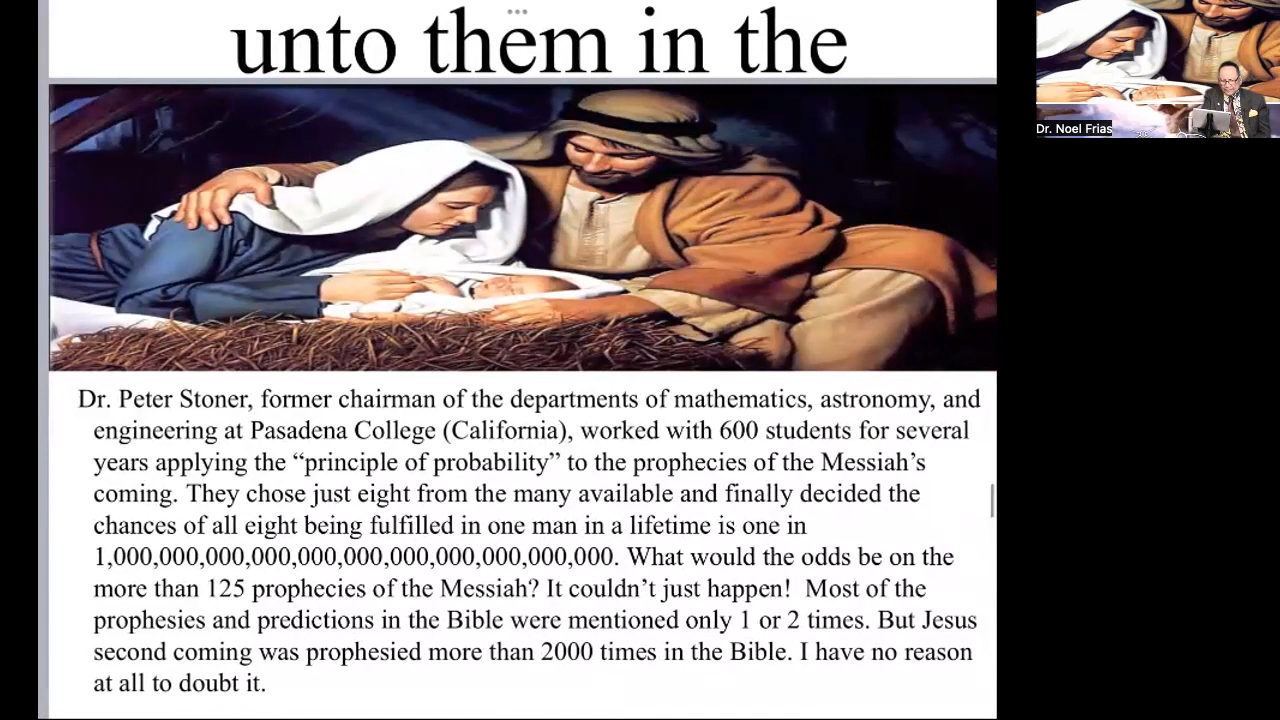 unto them in the
Dr. Noel Frias
Dr. Peter Stoner, former chairman of the departments of mathematics, astronomy, and
engineering at Pasadena College (California), worked with 600 students for several
years applying the “principle of probability” to the prophecies of the Messiah’s
coming. They chose just eight from the many available and finally decided the
chances of all eight being fulfilled in one man in a lifetime is one in
1,000,000,000,000,000,000,000,000,000,000,000. What would the odds be on the
more than 125 prophecies of the Messiah? It couldn’t just happen!  Most of the
prophesies and predictions in the Bible were mentioned only 1 or 2 times. But Jesus
second coming was prophesied more than 2000 times in the Bible. I have no reason
at all to doubt it.